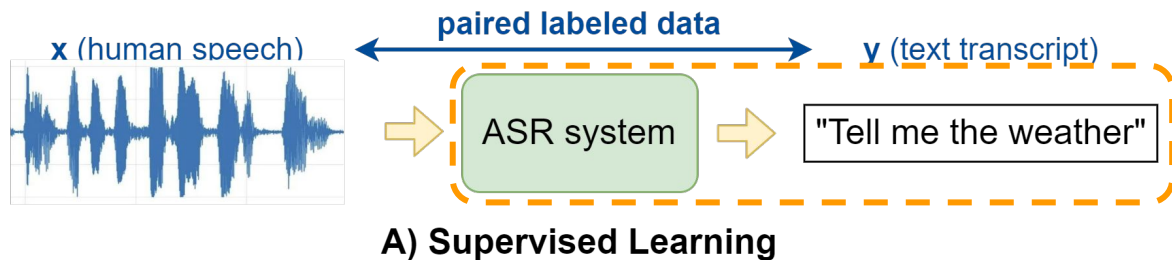 paired labeled data
x (human speech)
y (text transcript)
ASR system
"Tell me the weather"
A) Supervised Learning